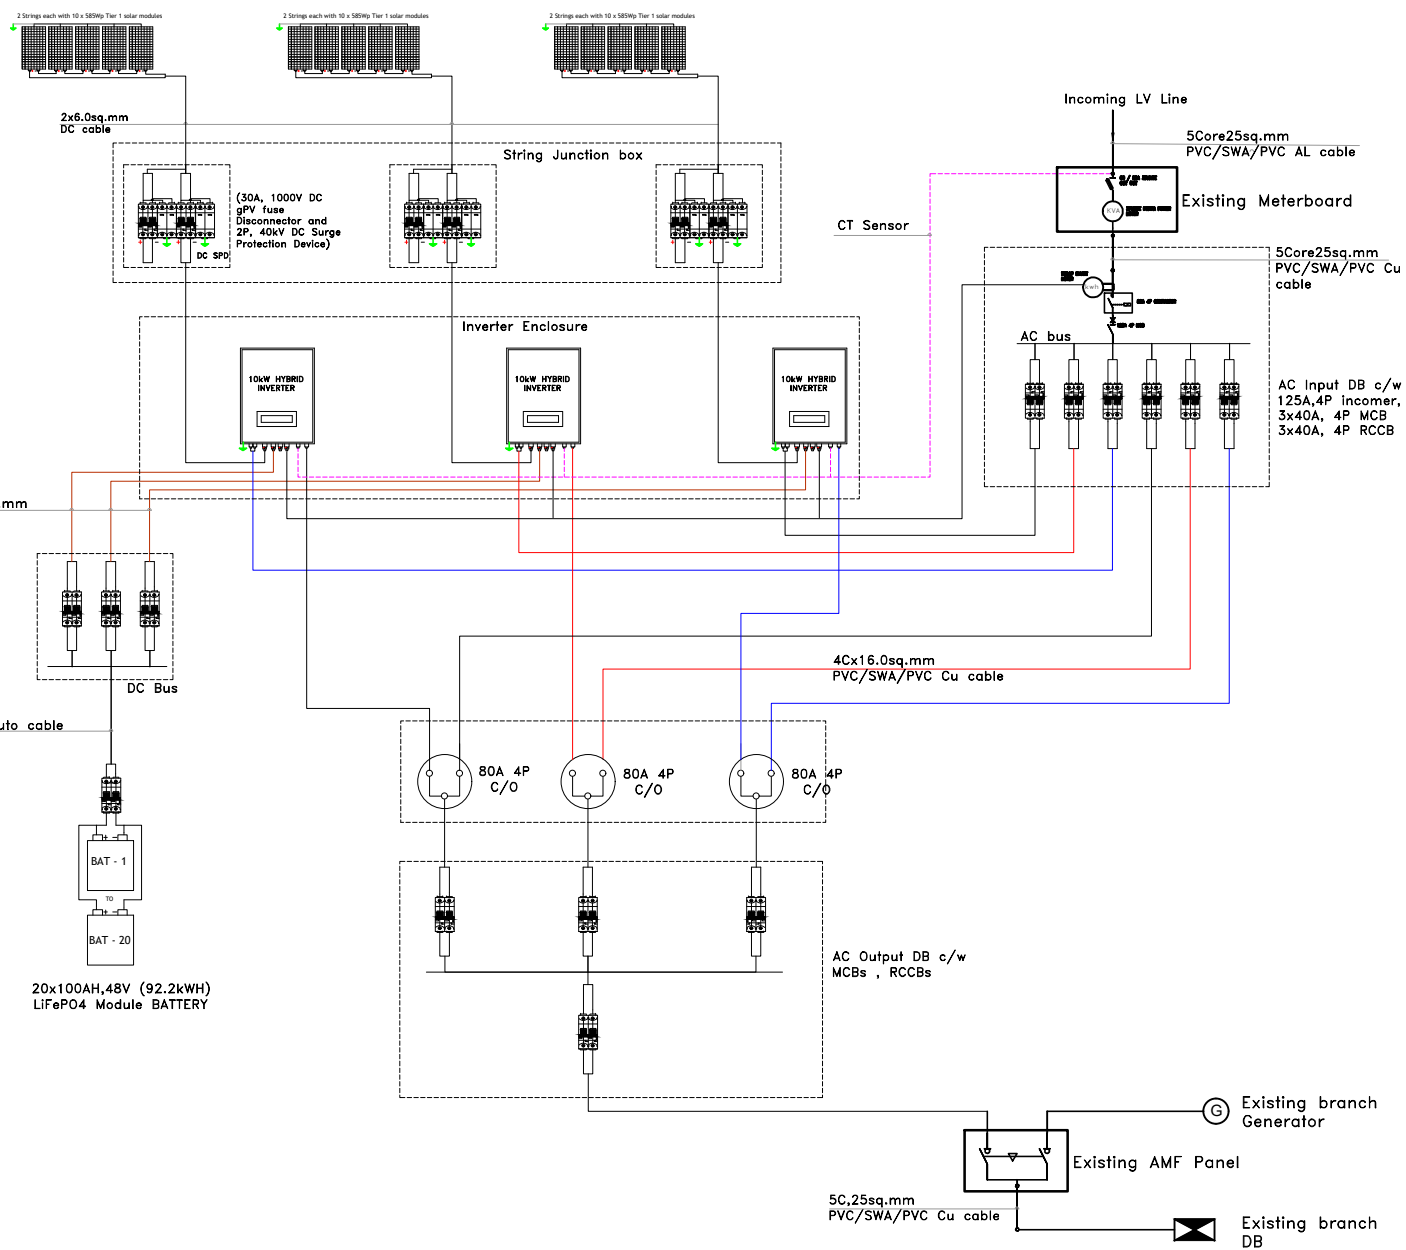 2 Strings each with 10 x 585Wp Tier 1 solar modules
2 Strings each with 10 x 585Wp Tier 1 solar modules
2 Strings each with 10 x 585Wp Tier 1 solar modules
Incoming LV Line
2x6.0sq.mm
DC cable
5Core25sq.mm
PVC/SWA/PVC AL cable
String Junction box
(30A, 1000V DC
gPV fuse
Disconnector and
2P, 40kV DC Surge
Protection Device)
DC SPD
KVA
Existing Meterboard
CT Sensor
5Core25sq.mm
PVC/SWA/PVC Cu
cable
kwh
Inverter Enclosure
AC bus
10kW HYBRID
INVERTER
10kW HYBRID
INVERTER
10kW HYBRID
INVERTER
AC Input DB c/w
125A,4P incomer,
3x40A, 4P MCB
3x40A, 4P RCCB
mm
DC Bus
4Cx16.0sq.mm
PVC/SWA/PVC Cu cable
uto cable
80A 4P
C/O
80A 4P
C/O
80A 4P
C/O
+ -
BAT - 1
TO
+ -
BAT - 20
20x100AH,48V (92.2kWH)
LiFePO4 Module BATTERY
AC Output DB c/w
MCBs , RCCBs
G
Existing branch
Generator
Existing AMF Panel
5C,25sq.mm
PVC/SWA/PVC Cu cable
Existing branch
DB